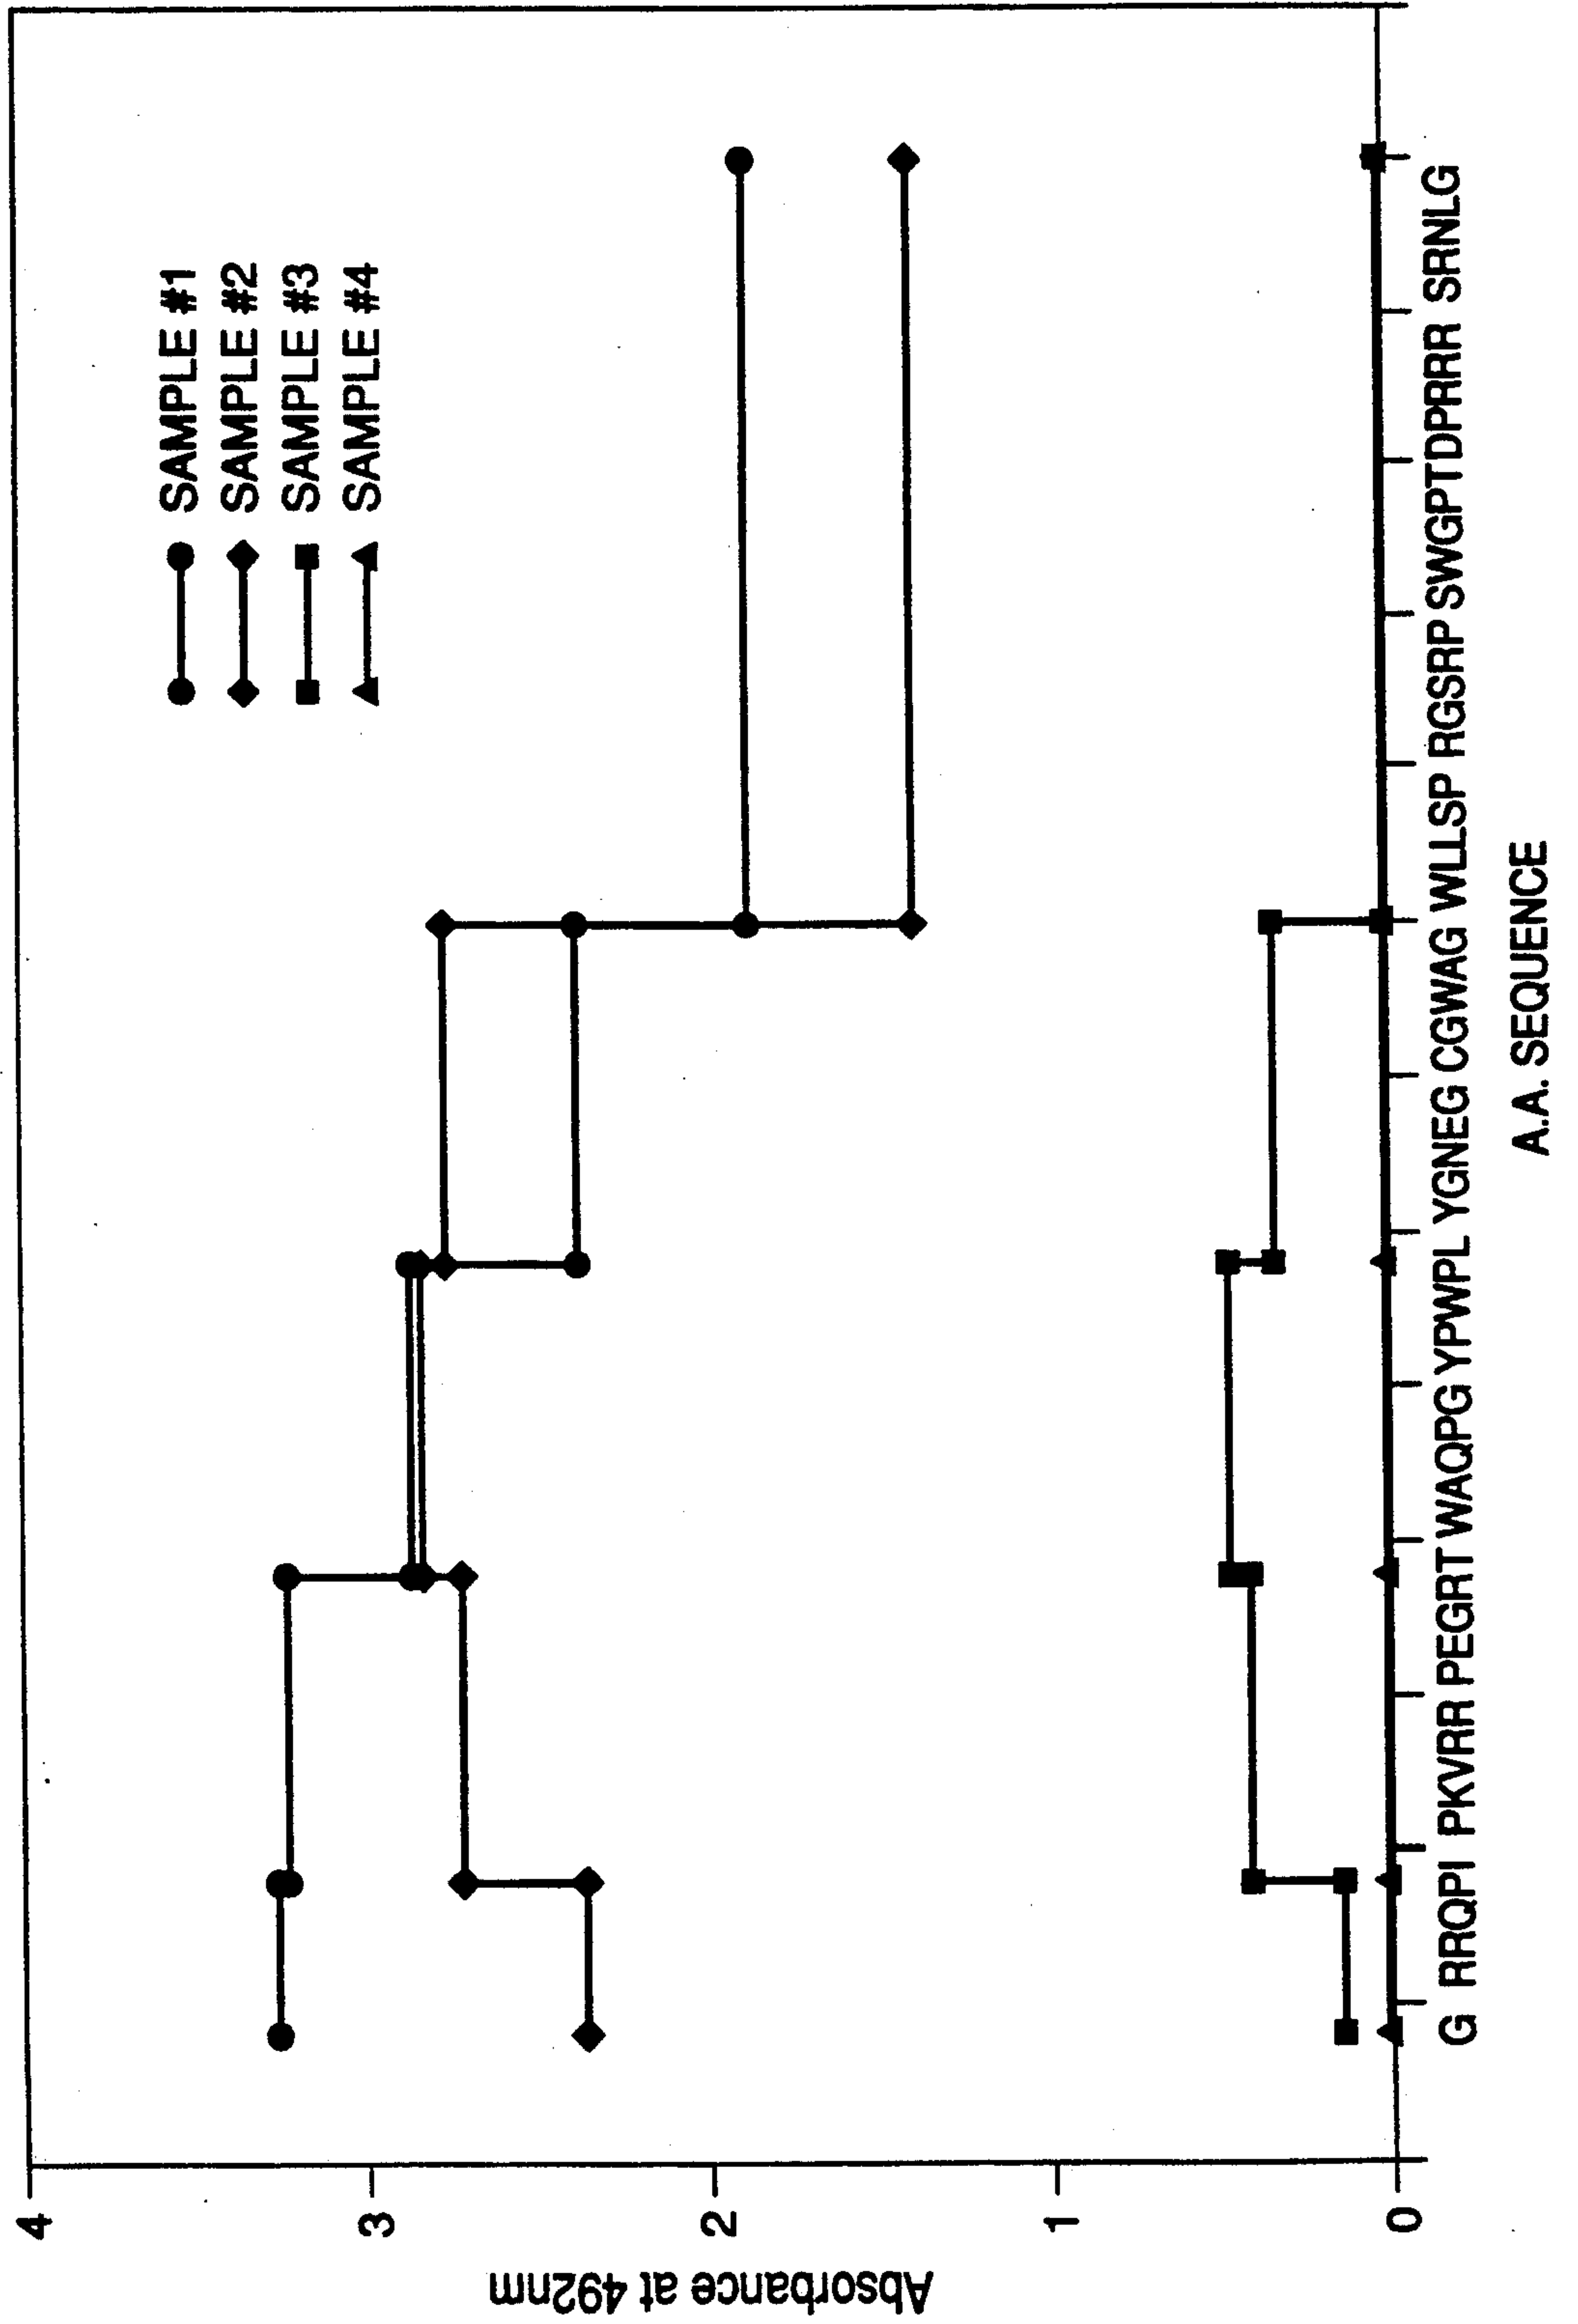 4
3
2
1
0
Absorbance at 492nm
SAMPLE #1
SAMPLE #2
SAMPLE #3
SAMPLE #4
G RRQPI PKVRR PEGRT WAQPG YPWPL YGNEG CGWAG WLLSP RGSRP SWGPTDPRRR SRNLG
A.A. SEQUENCE